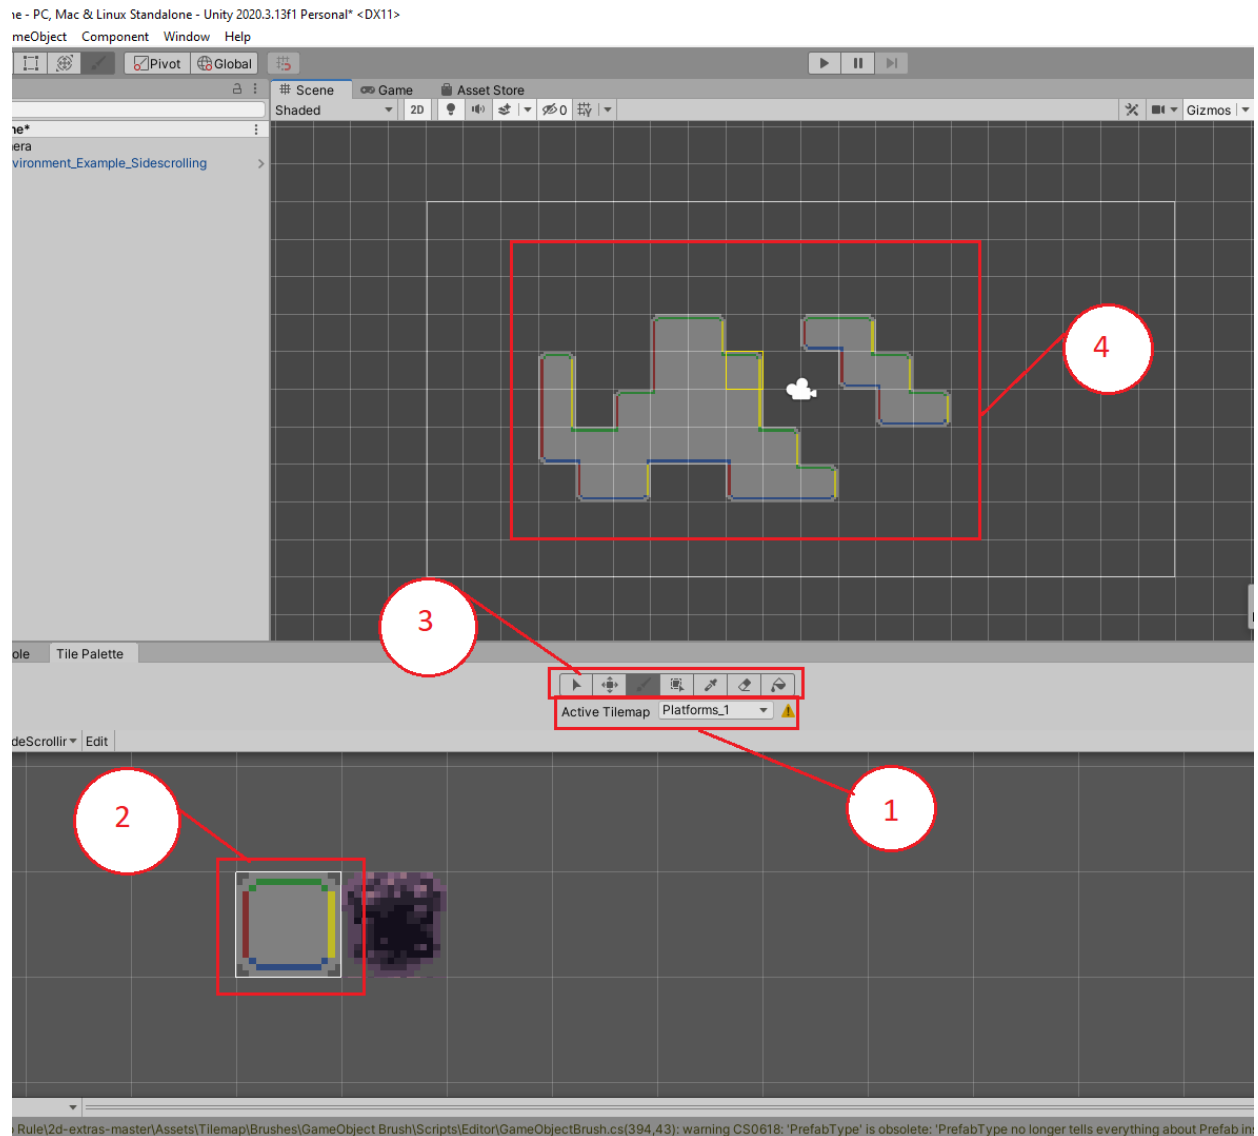 ne - PC, Mac & Linux Standalone - Unity 2020.3.13f1 Personal* <DX11>
meObject Component Window Help
Pivot Global
# Scene Game Asset Store
Shaded 2D 0 Gizmos
ne*
era
vironment_Example_Sidescrolling
4
3
ole Tile Palette
Active Tilemap Platforms_1
deScrollir Edit
2
1
Rule\2d-extras-master\Assets\Tilemap\Brushes\GameObject Brush\Scripts\Editor\GameObjectBrush.cs(394,43): warning CS0618: 'PrefabType' is obsolete: 'PrefabType no longer tells everything about Prefab in